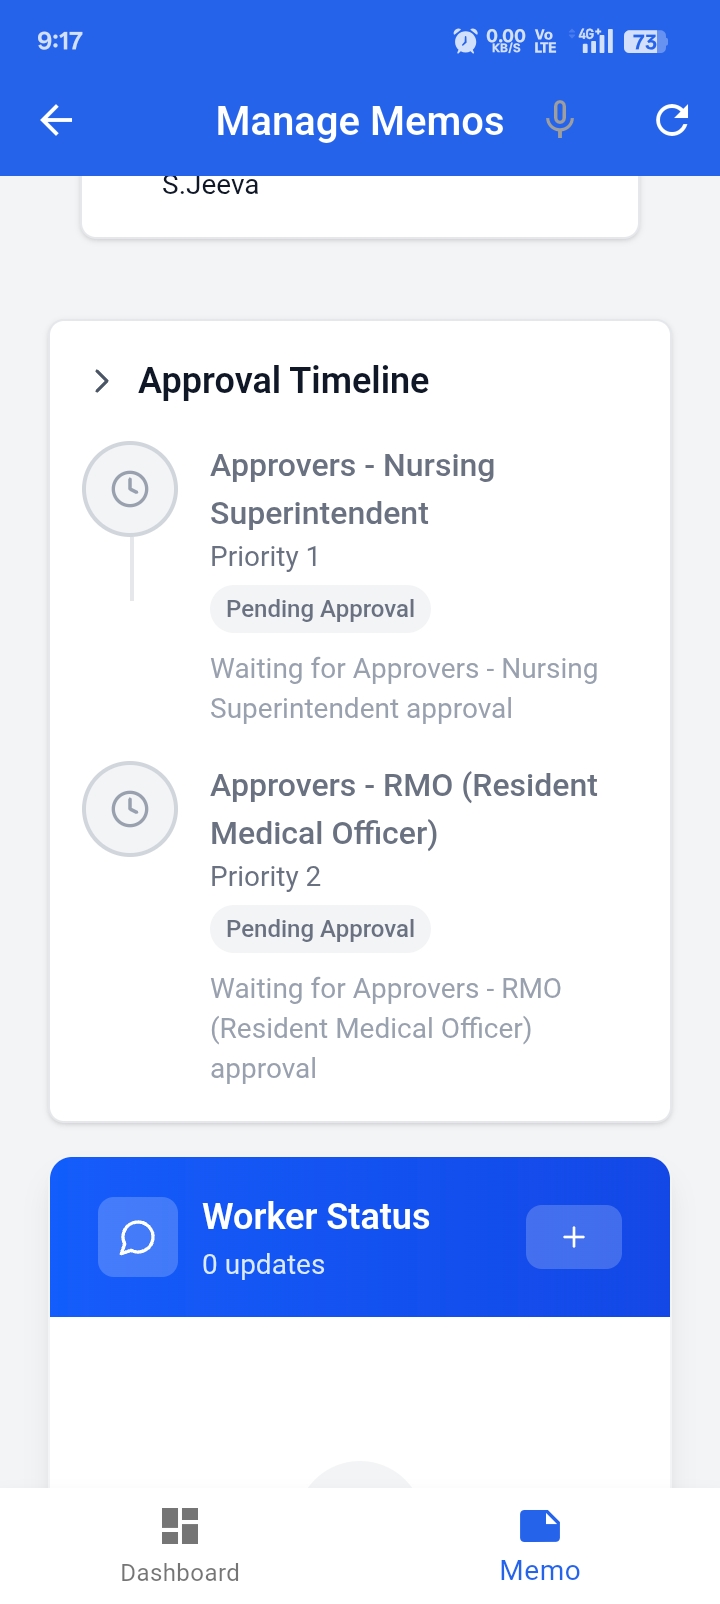 9:17
0.00 KB/S Vo LTE 4G+ 73
Manage Memos
S.Jeeva
Approval Timeline
Approvers - Nursing
Superintendent
Priority 1
Pending Approval
Waiting for Approvers - Nursing
Superintendent approval
Approvers - RMO (Resident
Medical Officer)
Priority 2
Pending Approval
Waiting for Approvers - RMO
(Resident Medical Officer)
approval
Worker Status
0 updates
Dashboard
Memo